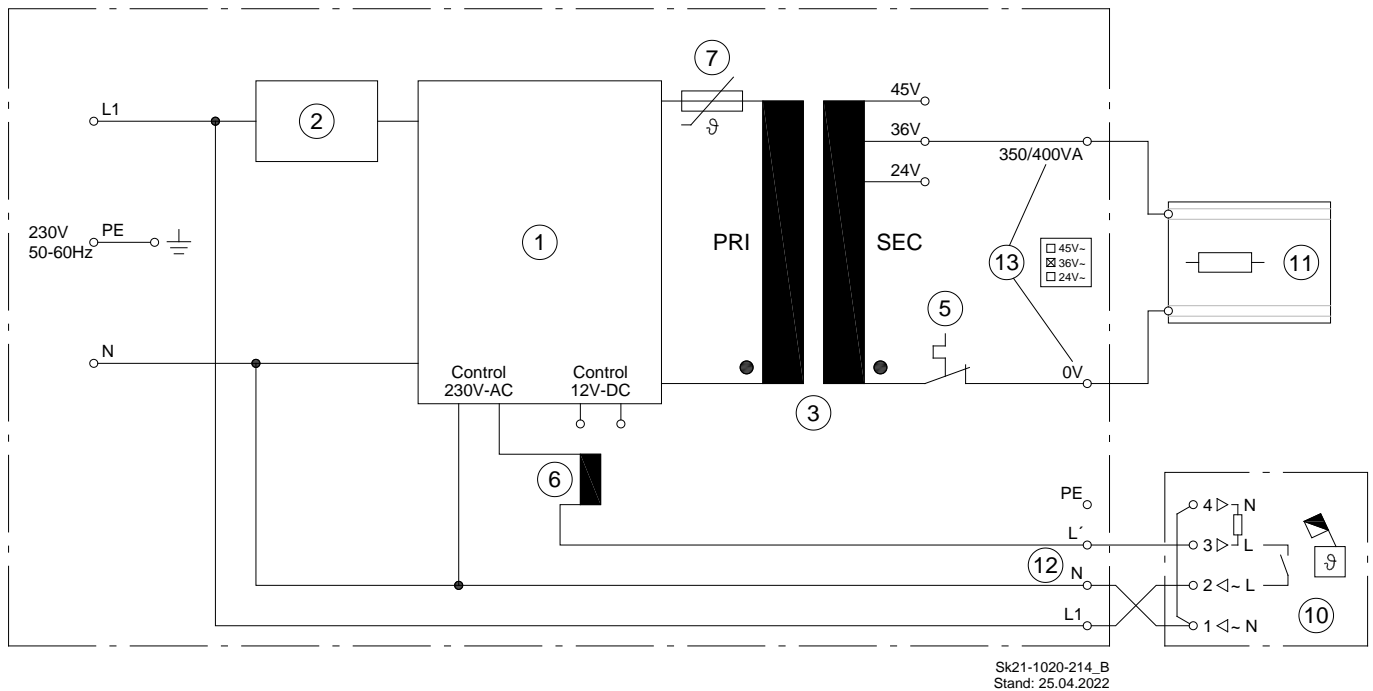 L1
2
7
ϑ
45V
36V
24V
350/400VA
230V
50-60Hz
PE
1
PRI
SEC
13
45V~
36V~
24V~
11
5
N
Control
230V-AC
Control
12V-DC
0V
3
6
PE
4 N
L´
3 L
ϑ
12
N
2 ~ L
L1
1 ~ N
10
Sk21-1020-214_B
Stand: 25.04.2022